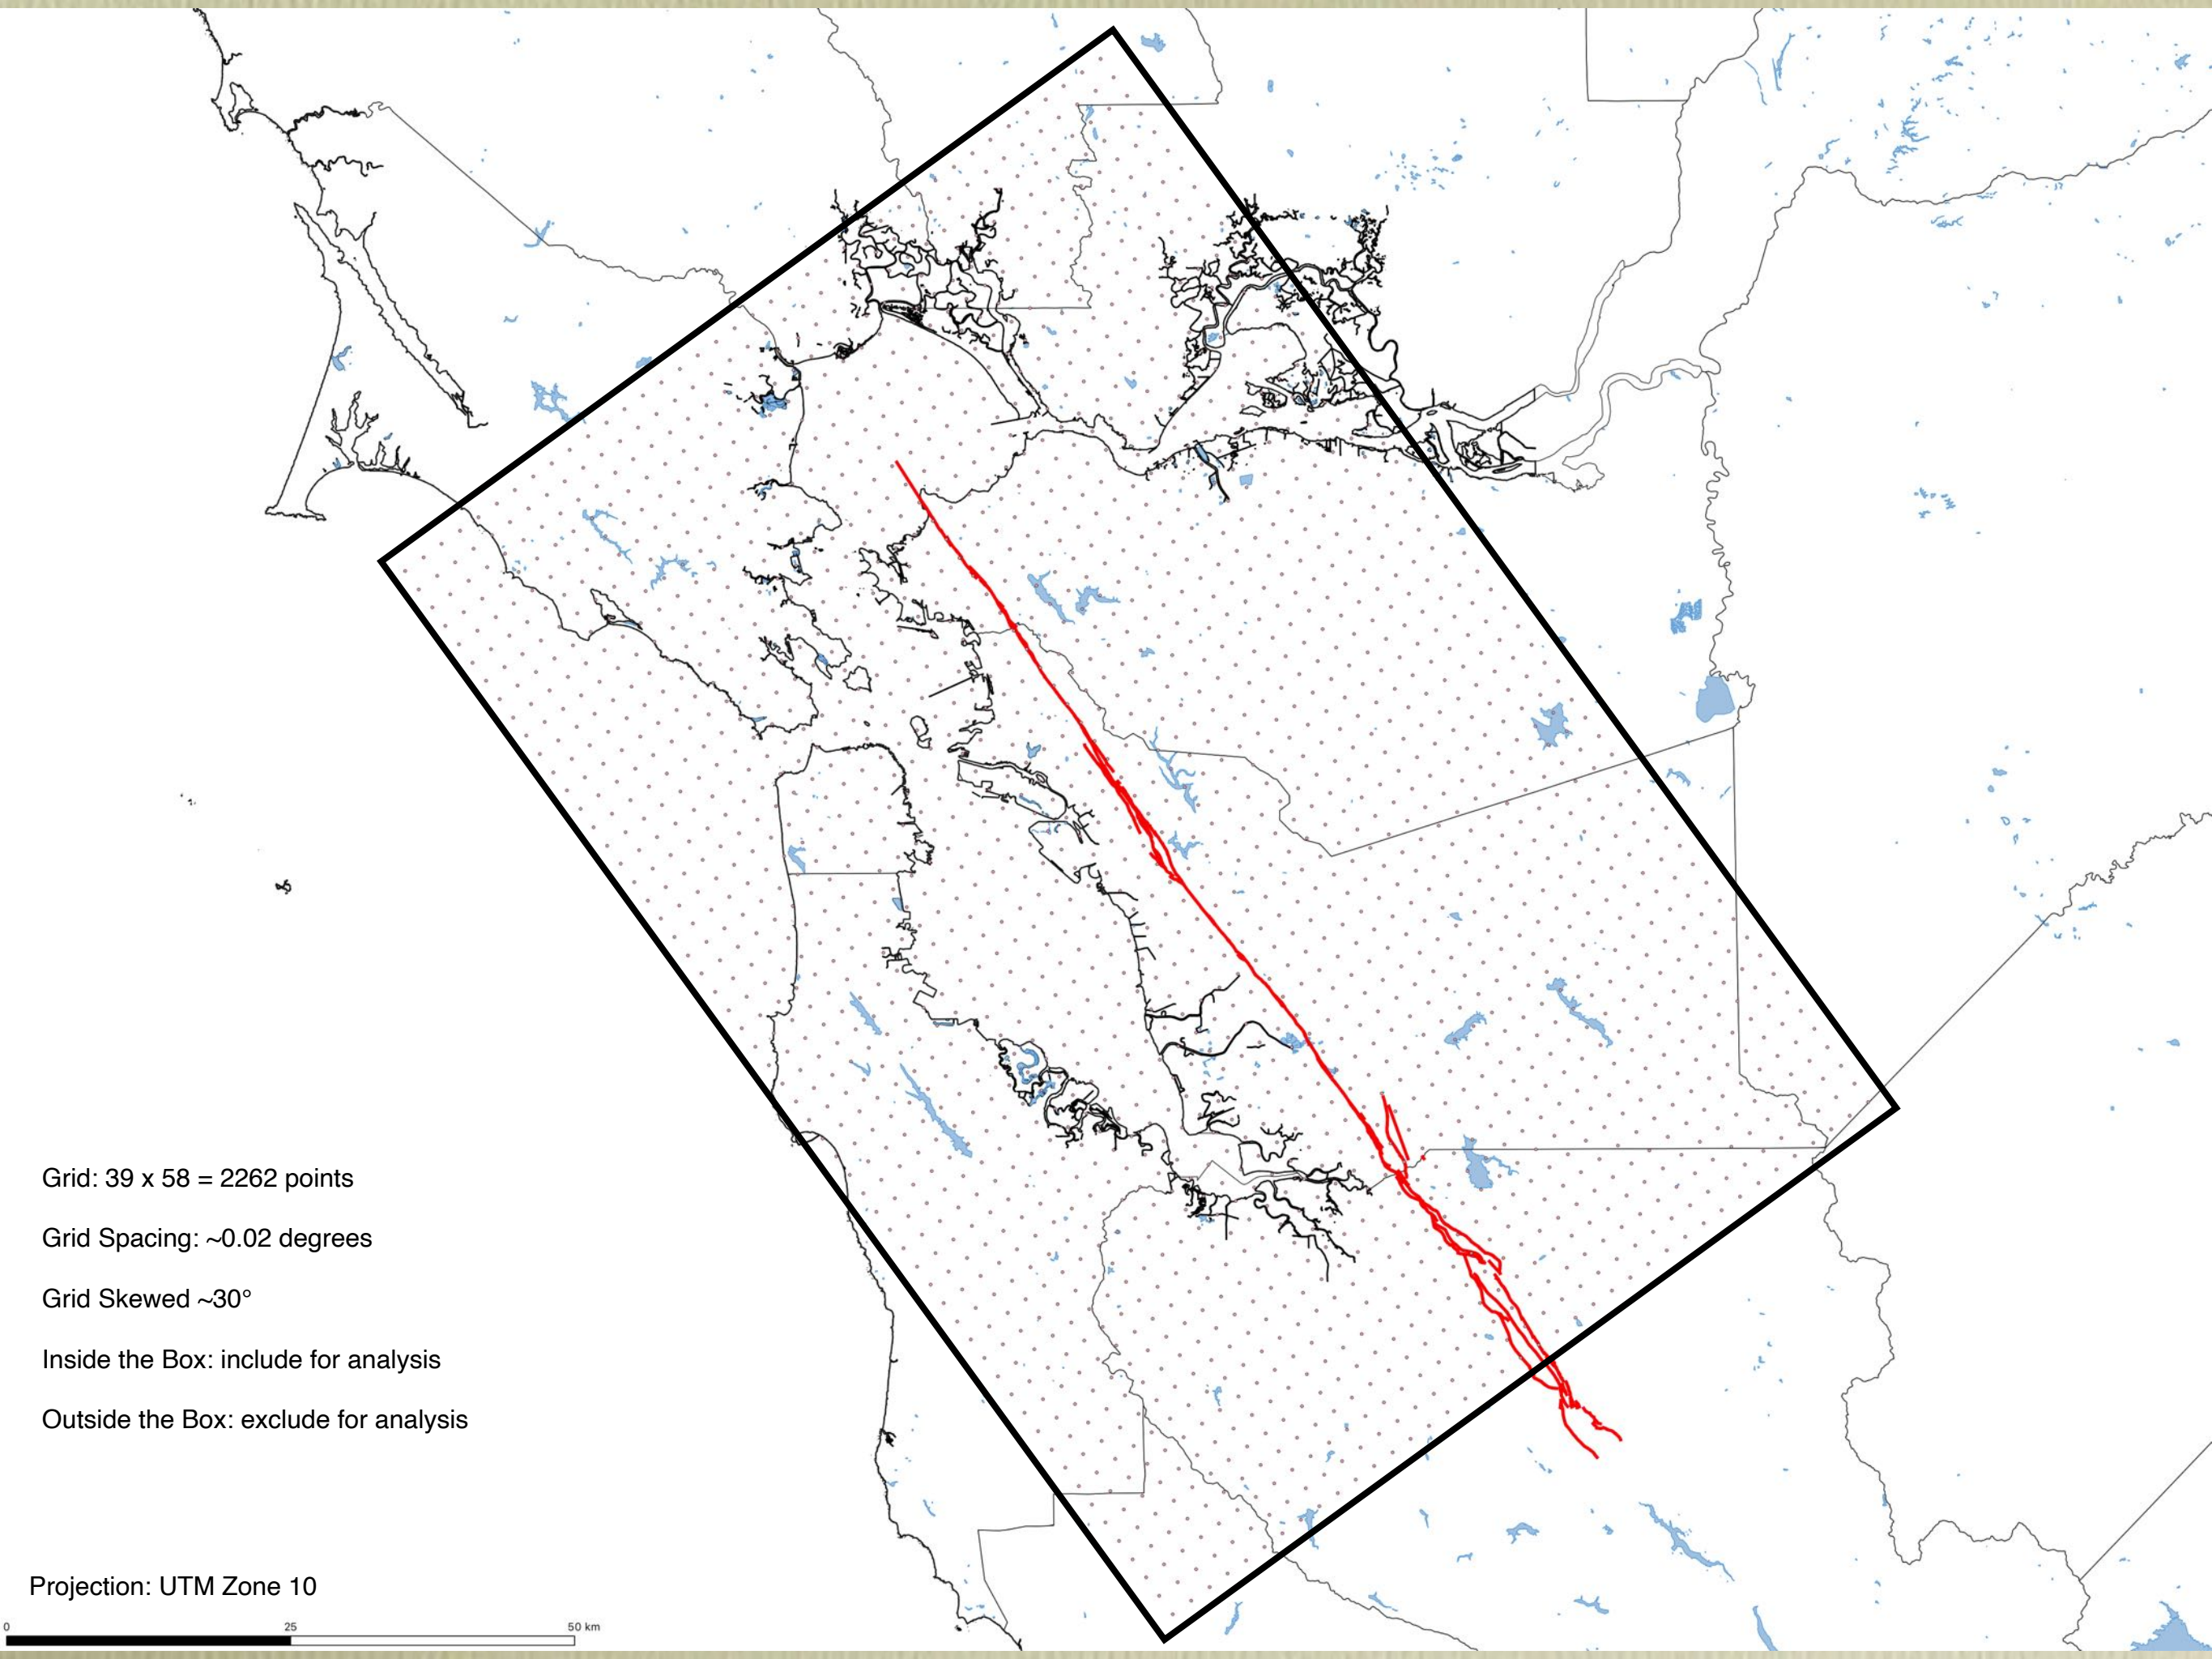 Grid: 39 x 58 = 2262 points
Grid Spacing: ~0.02 degrees
Grid Skewed ~30°
Inside the Box: include for analysis
Outside the Box: exclude for analysis
Projection: UTM Zone 10
0 25 50 km